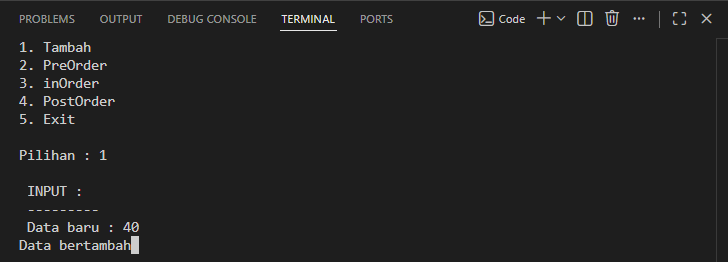 PROBLEMS OUTPUT DEBUG CONSOLE TERMINAL PORTS Code
1. Tambah
2. PreOrder
3. inOrder
4. PostOrder
5. Exit
Pilihan : 1
INPUT :
---------
Data baru : 40
Data bertambah